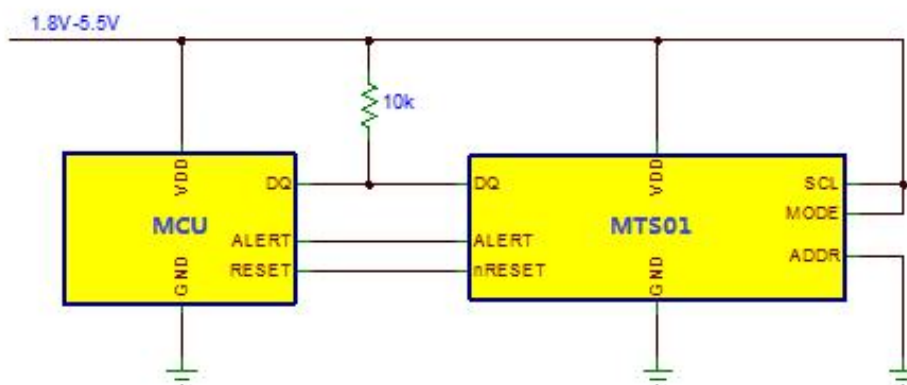 1.8V-5.5V
10k
VDD
DQ
MCU
ALERT
RESET
GND
VDD
DQ
SCL
MODE
MTS01
ALERT
ADDR
nRESET
GND